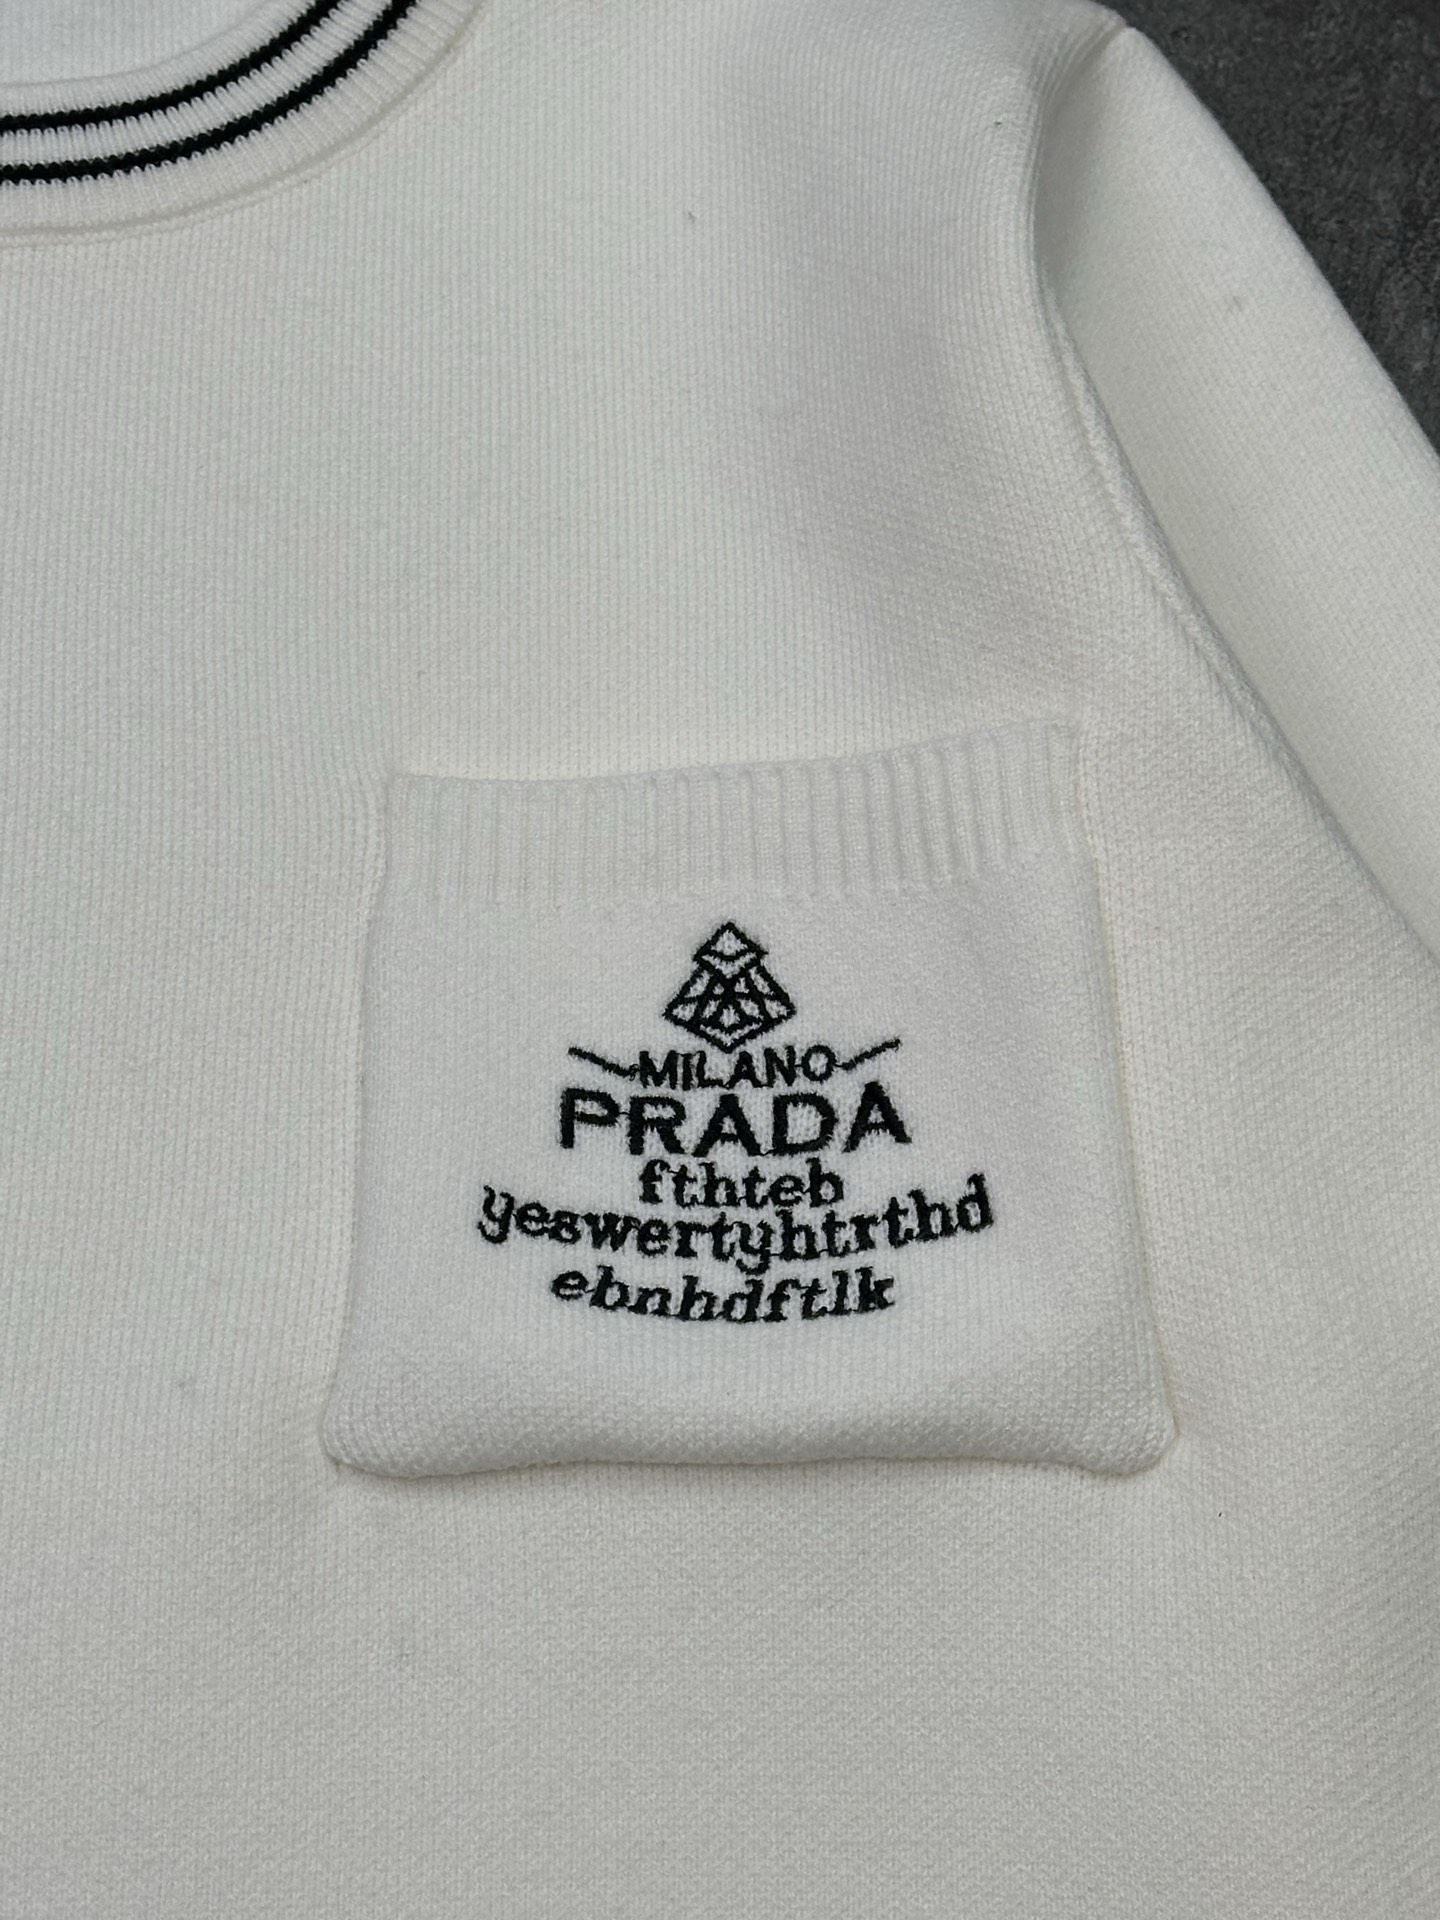 MILANO
PRADA
fthteb
yeswertyhtrthd
ebnhdftlk